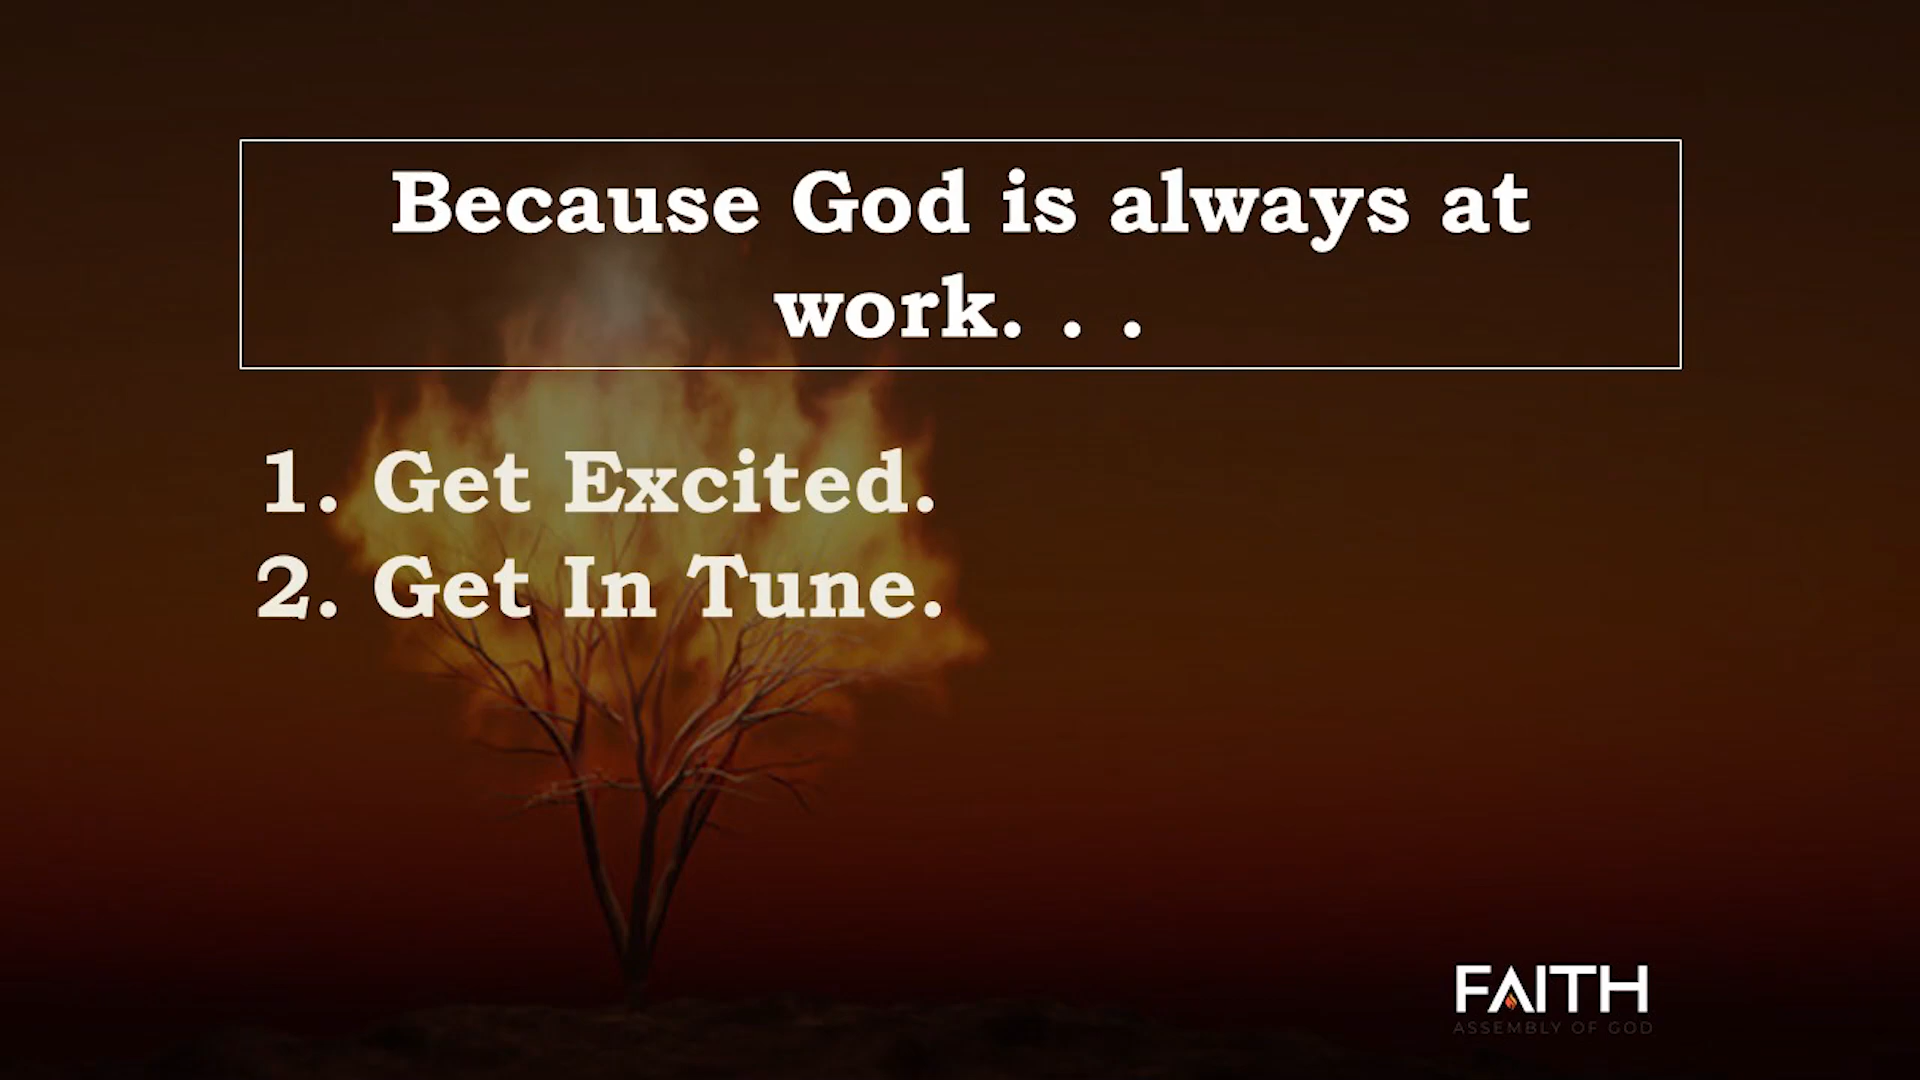 Because God is always at
work. . .
1. Get Excited.
2. Get In Tune.
FAITH
ASSEMBLY OF GOD